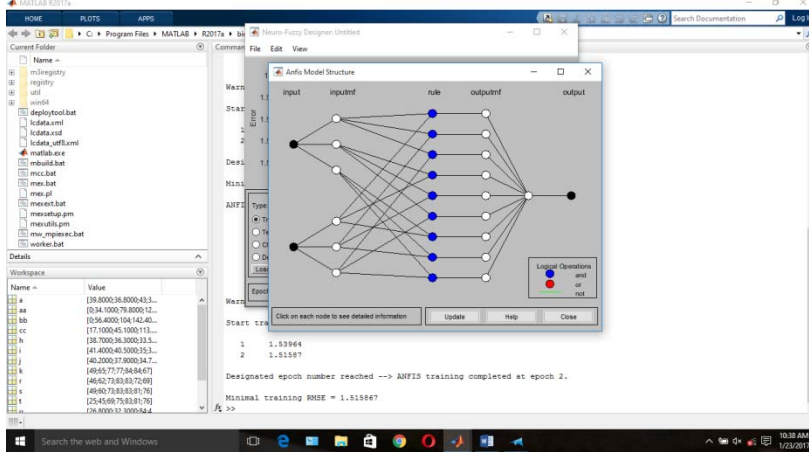 MATLAB R2017a
HOME PLOTS APPS
Search Documentation
Log I
C: ▸ Program Files ▸ MATLAB ▸ R2017a ▸ bin
Current Folder
Name
m3iregistry
registry
util
win64
deploytool.bat
lcdata.xml
lcdata.xsd
lcdata_utf8.xml
matlab.exe
mbuild.bat
mcc.bat
mex.bat
mex.pl
mexext.bat
mexsetup.pm
mexutils.pm
mw_mpiexec.bat
worker.bat
Details
Workspace
Name Value
a [39.8000;36.8000;43;3...
aa [0;34.1000;79.8000;12...
bb [0;56.4000;104;142.40...
cc [17.1000;45.1000;113....
h [38.7000;36.3000;33.5...
i [41.4000;40.5000;35;3...
j [40.2000;37.9000;34.7...
k [49;65;77;77;84;84;67]
r [46;62;73;83;83;72;69]
s [49;60;73;83;83;81;76]
t [25;45;69;75;83;81;76]
Neuro-Fuzzy Designer: Untitled
File Edit View
Error
Anfis Model Structure
input inputmf rule outputmf output
Logical Operations
and
or
not
Click on each node to see detailed information
Update Help Close
Start tra
1 1.53964
2 1.51587
Designated epoch number reached --> ANFIS training completed at epoch 2.
Minimal training RMSE = 1.515867
fx >>
Search the web and Windows
10:38 AM
1/23/2017